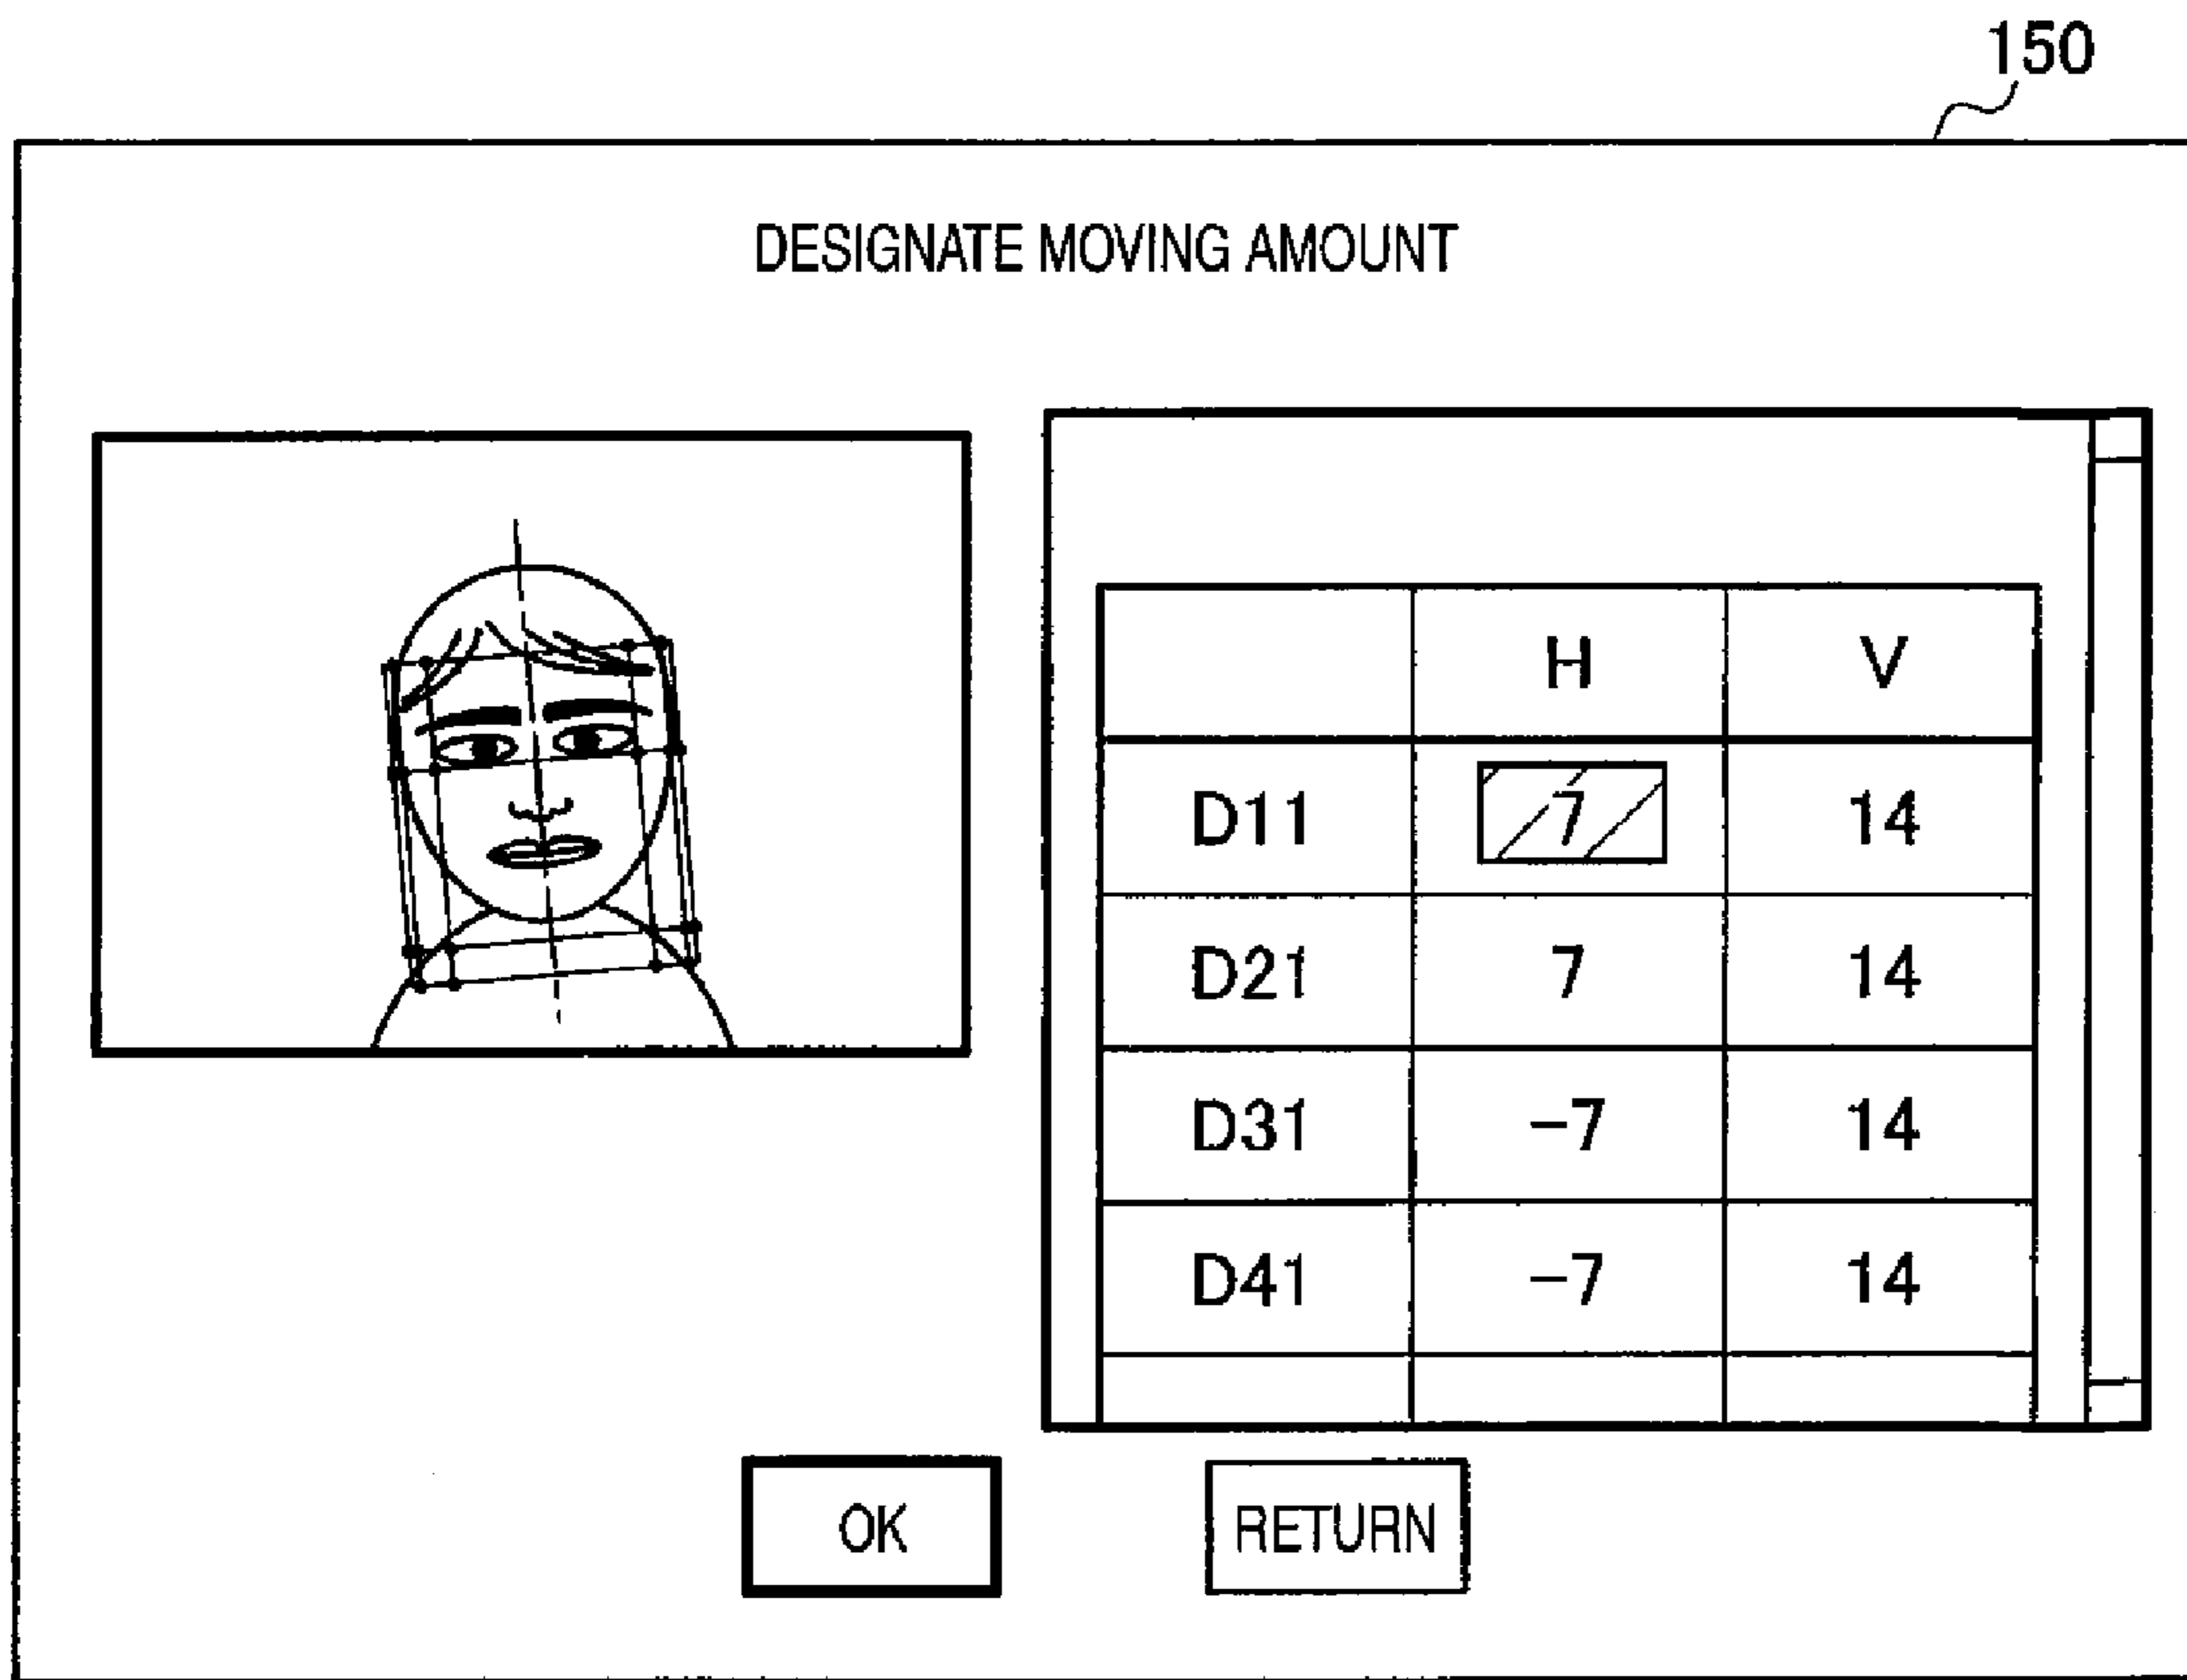 150
DESIGNATE MOVING AMOUNT
H V
D11 7 14
D21 7 14
D31 -7 14
D41 -7 14
OK RETURN